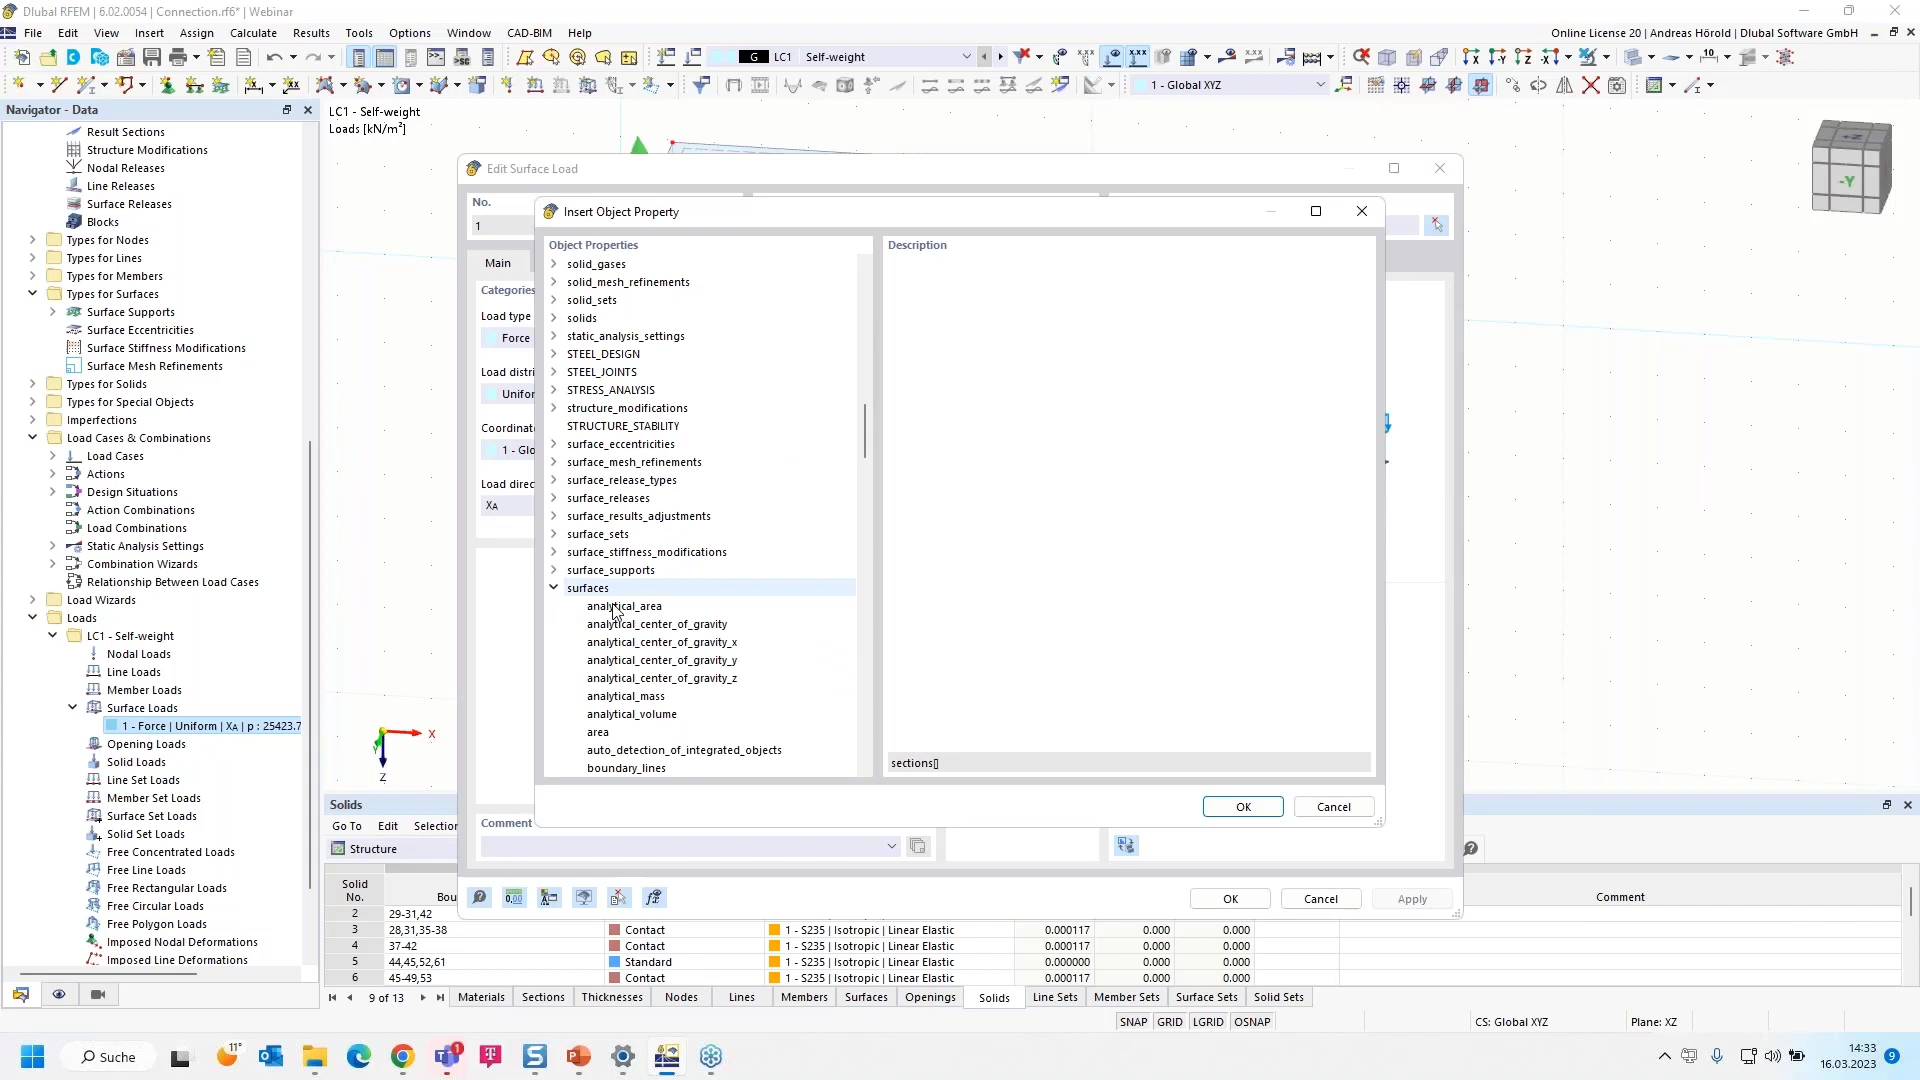 Dlubal RFEM | 6.02.0054 | Connection.rf6* | Webinar
File Edit View Insert Assign Calculate Results Tools Options Window CAD-BIM Help
Online License 20 | Andreas Hörold | Dlubal Software GmbH
G LC1 Self-weight
1 - Global XYZ
Navigator - Data
Result Sections
Structure Modifications
Nodal Releases
Line Releases
Surface Releases
Blocks
Types for Nodes
Types for Lines
Types for Members
Types for Surfaces
Surface Supports
Surface Eccentricities
Surface Stiffness Modifications
Surface Mesh Refinements
Types for Solids
Types for Special Objects
Imperfections
Load Cases & Combinations
Load Cases
Actions
Design Situations
Action Combinations
Load Combinations
Static Analysis Settings
Combination Wizards
Relationship Between Load Cases
Load Wizards
Loads
LC1 - Self-weight
Nodal Loads
Line Loads
Member Loads
Surface Loads
1 - Force | Uniform | XA | p : 25423.7
Opening Loads
Solid Loads
Line Set Loads
Member Set Loads
Surface Set Loads
Solid Set Loads
Free Concentrated Loads
Free Line Loads
Free Rectangular Loads
Free Circular Loads
Free Polygon Loads
Imposed Nodal Deformations
Imposed Line Deformations
LC1 - Self-weight
Loads [kN/m²]
-Y
+Z
X
Y
Z
Edit Surface Load
No.
1
Main
Categories
Load type
Force
Load distri
Unifor
Coordinat
1 - Glo
Load direc
XA
Comment
OK Cancel Apply
Insert Object Property
Object Properties
solid_gases
solid_mesh_refinements
solid_sets
solids
static_analysis_settings
STEEL_DESIGN
STEEL_JOINTS
STRESS_ANALYSIS
structure_modifications
STRUCTURE_STABILITY
surface_eccentricities
surface_mesh_refinements
surface_release_types
surface_releases
surface_results_adjustments
surface_sets
surface_stiffness_modifications
surface_supports
surfaces
analytical_area
analytical_center_of_gravity
analytical_center_of_gravity_x
analytical_center_of_gravity_y
analytical_center_of_gravity_z
analytical_mass
analytical_volume
area
auto_detection_of_integrated_objects
boundary_lines
Description
sections[]
OK Cancel
Solids
Go To Edit Selection
Structure
Solid
No. Bou Comment
2 29-31,42
3 28,31,35-38 Contact 1 - S235 | Isotropic | Linear Elastic 0.000117 0.000 0.000
4 37-42 Contact 1 - S235 | Isotropic | Linear Elastic 0.000117 0.000 0.000
5 44,45,52,61 Standard 1 - S235 | Isotropic | Linear Elastic 0.000000 0.000 0.000
6 45-49,53 Contact 1 - S235 | Isotropic | Linear Elastic 0.000117 0.000 0.000
9 of 13 Materials Sections Thicknesses Nodes Lines Members Surfaces Openings Solids Line Sets Member Sets Surface Sets Solid Sets
SNAP GRID LGRID OSNAP CS: Global XYZ Plane: XZ
11° Suche
14:33
16.03.2023
9